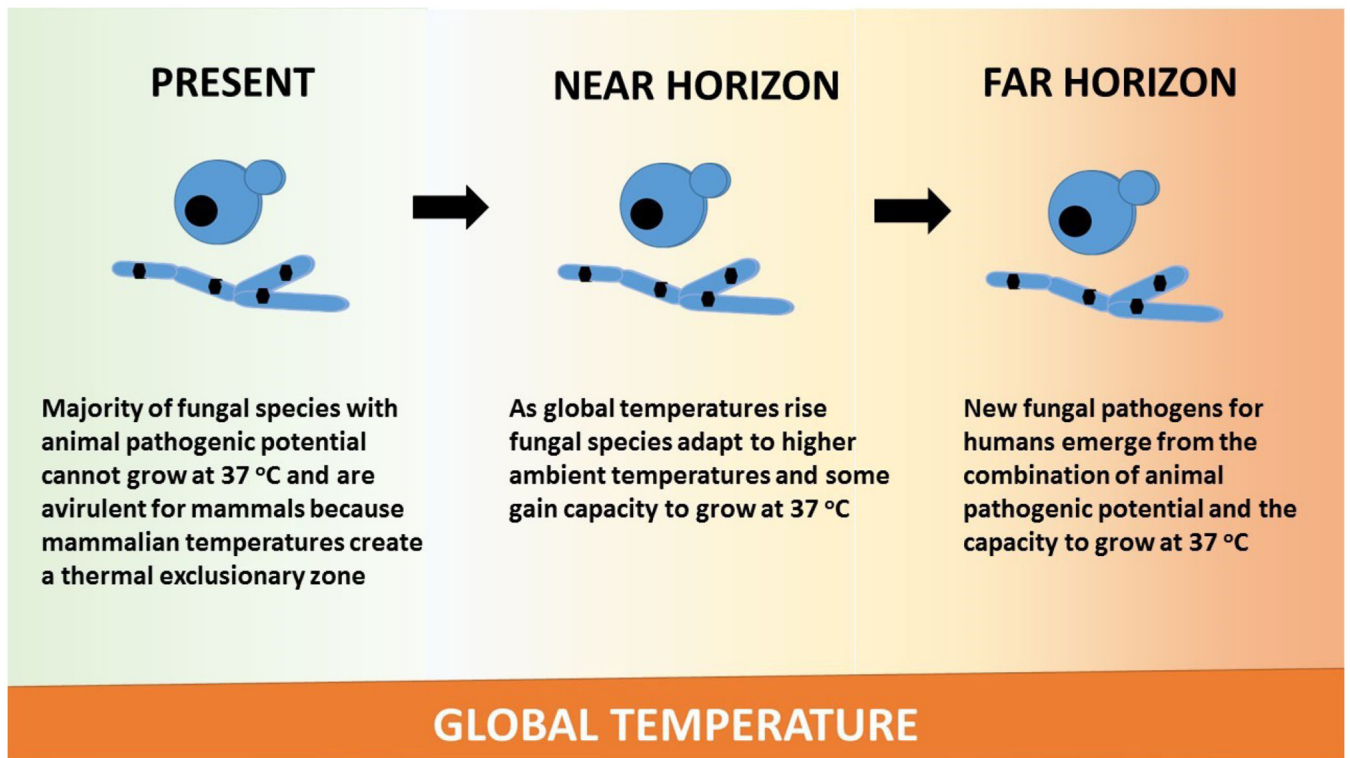 PRESENT
Majority of fungal species with
animal pathogenic potential
cannot grow at 37 ᵒC and are
avirulent for mammals because
mammalian temperatures create
a thermal exclusionary zone
NEAR HORIZON
As global temperatures rise
fungal species adapt to higher
ambient temperatures and some
gain capacity to grow at 37 ᵒC
FAR HORIZON
New fungal pathogens for
humans emerge from the
combination of animal
pathogenic potential and the
capacity to grow at 37 ᵒC
GLOBAL TEMPERATURE